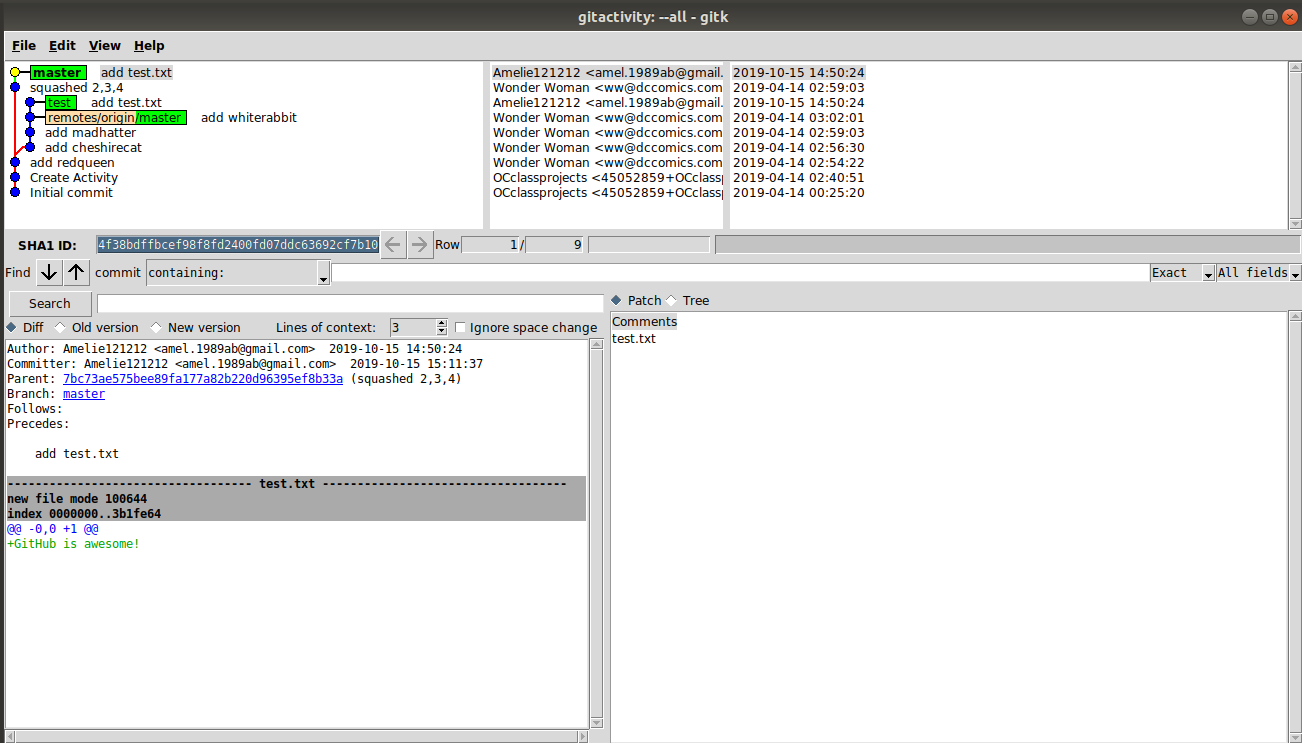 gitactivity: --all - gitk
File Edit View Help
master add test.txt Amelie121212 <amel.1989ab@gmail. 2019-10-15 14:50:24
squashed 2,3,4 Wonder Woman <ww@dccomics.com 2019-04-14 02:59:03
test add test.txt Amelie121212 <amel.1989ab@gmail. 2019-10-15 14:50:24
remotes/origin/master add whiterabbit Wonder Woman <ww@dccomics.com 2019-04-14 03:02:01
add madhatter Wonder Woman <ww@dccomics.com 2019-04-14 02:59:03
add cheshirecat Wonder Woman <ww@dccomics.com 2019-04-14 02:56:30
add redqueen Wonder Woman <ww@dccomics.com 2019-04-14 02:54:22
Create Activity OCclassprojects <45052859+OCclassp 2019-04-14 02:40:51
Initial commit OCclassprojects <45052859+OCclassp 2019-04-14 00:25:20
SHA1 ID: 4f38bdffbcef98f8fd2400fd07ddc63692cf7b10 Row 1 / 9
Find commit containing: Exact All fields
Search
Patch Tree
Diff Old version New version Lines of context: 3 Ignore space change
Comments
test.txt
Author: Amelie121212 <amel.1989ab@gmail.com> 2019-10-15 14:50:24
Committer: Amelie121212 <amel.1989ab@gmail.com> 2019-10-15 15:11:37
Parent: 7bc73ae575bee89fa177a82b220d96395ef8b33a (squashed 2,3,4)
Branch: master
Follows:
Precedes:
add test.txt
----------------------------------- test.txt -----------------------------------
new file mode 100644
index 0000000..3b1fe64
@@ -0,0 +1 @@
+GitHub is awesome!